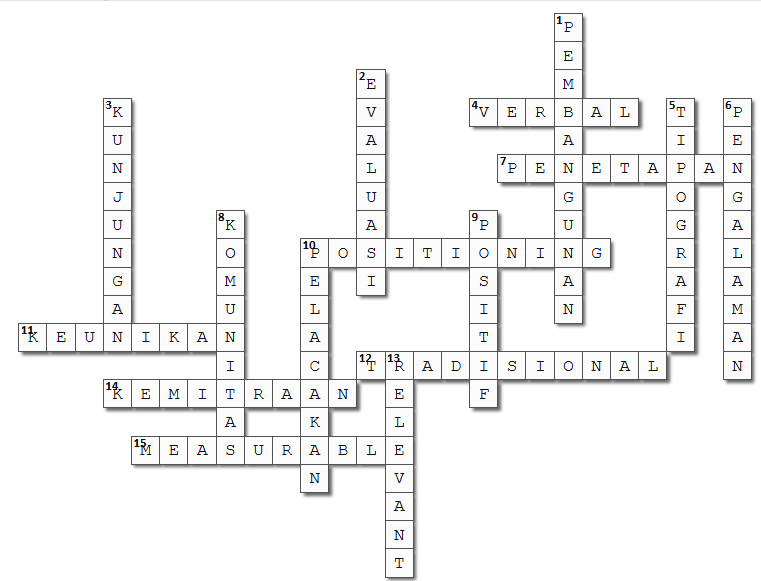 1 PEMBANGUNAN
2 EVALUASI
3 KUNJUNGAN
4 VERBAL
5 TIPOGRAFI
6 PENGALAMAN
7 PENETAPAN
8 KOMUNITAS
9 POSITIF
10 POSITIONING
PELACAKAN
11 KEUNIKAN
12 TRADISIONAL
13 RELEVANT
14 KEMITRAAN
15 MEASURABLE